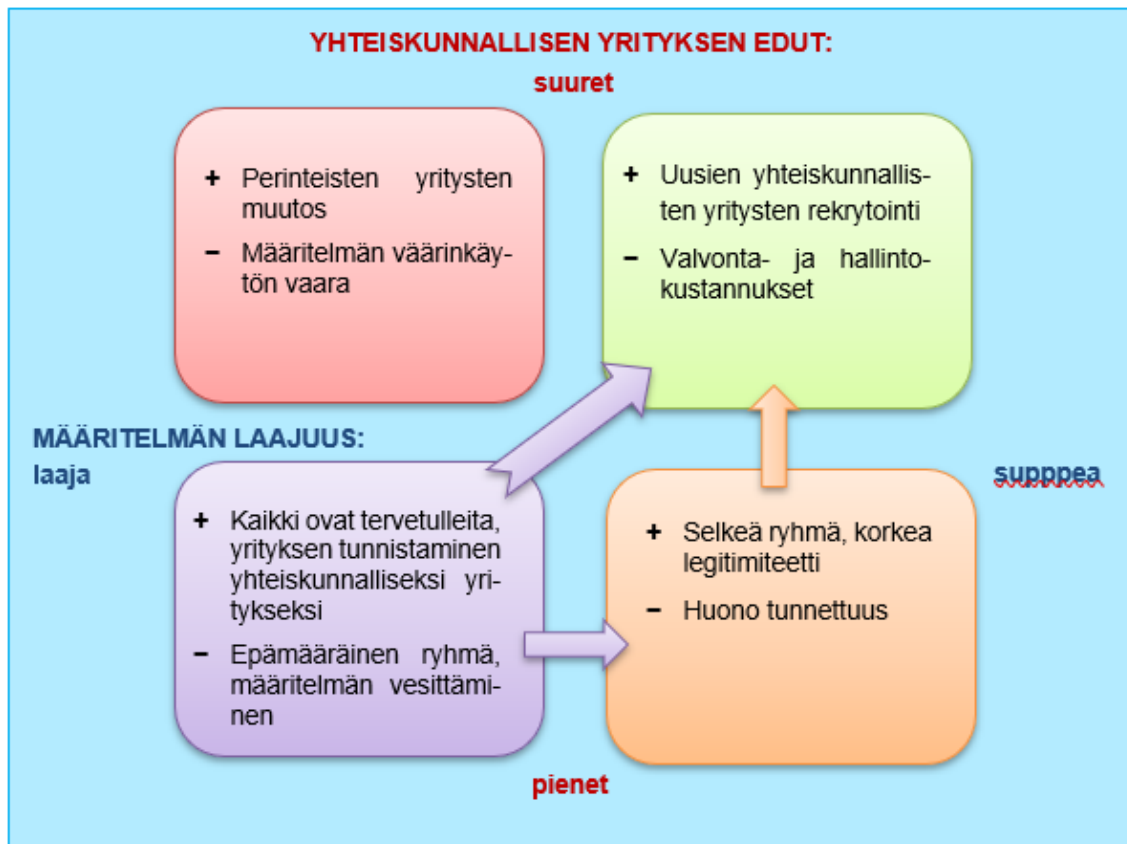 YHTEISKUNNALLISEN YRITYKSEN EDUT:
suuret
+ Perinteisten yritysten
muutos
− Määritelmän väärinkäy-
tön vaara
+ Uusien yhteiskunnallis-
ten yritysten rekrytointi
− Valvonta- ja hallinto-
kustannukset
MÄÄRITELMÄN LAAJUUS:
laaja
supppea
+ Kaikki ovat tervetulleita,
yrityksen tunnistaminen
yhteiskunnalliseksi yri-
tykseksi
− Epämääräinen ryhmä,
määritelmän vesittämi-
nen
+ Selkeä ryhmä, korkea
legitimiteetti
− Huono tunnettuus
pienet